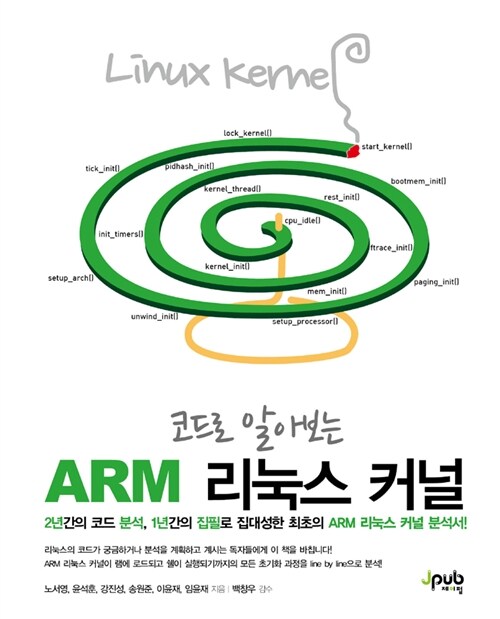 Linux Kernel
lock_kernel()
start_kernel()
tick_init()
pidhash_init()
bootmem_init()
kernel_thread()
rest_init()
cpu_idle()
init_timers()
ftrace_init()
kernel_init()
setup_arch()
paging_init()
mem_init()
unwind_init()
setup_processor()
코드로 알아보는
ARM 리눅스 커널
2년간의 코드 분석, 1년간의 집필로 집대성한 최초의 ARM 리눅스 커널 분석서!
리눅스의 코드가 궁금하거나 분석을 계획하고 계시는 독자들에게 이 책을 바칩니다!
ARM 리눅스 커널이 램에 로드되고 쉘이 실행되기까지의 모든 초기화 과정을 line by line으로 분석!
노서영, 윤석훈, 강진성, 송원준, 이윤재, 임윤재 지음 | 백창우 감수
Jpub
제이펍